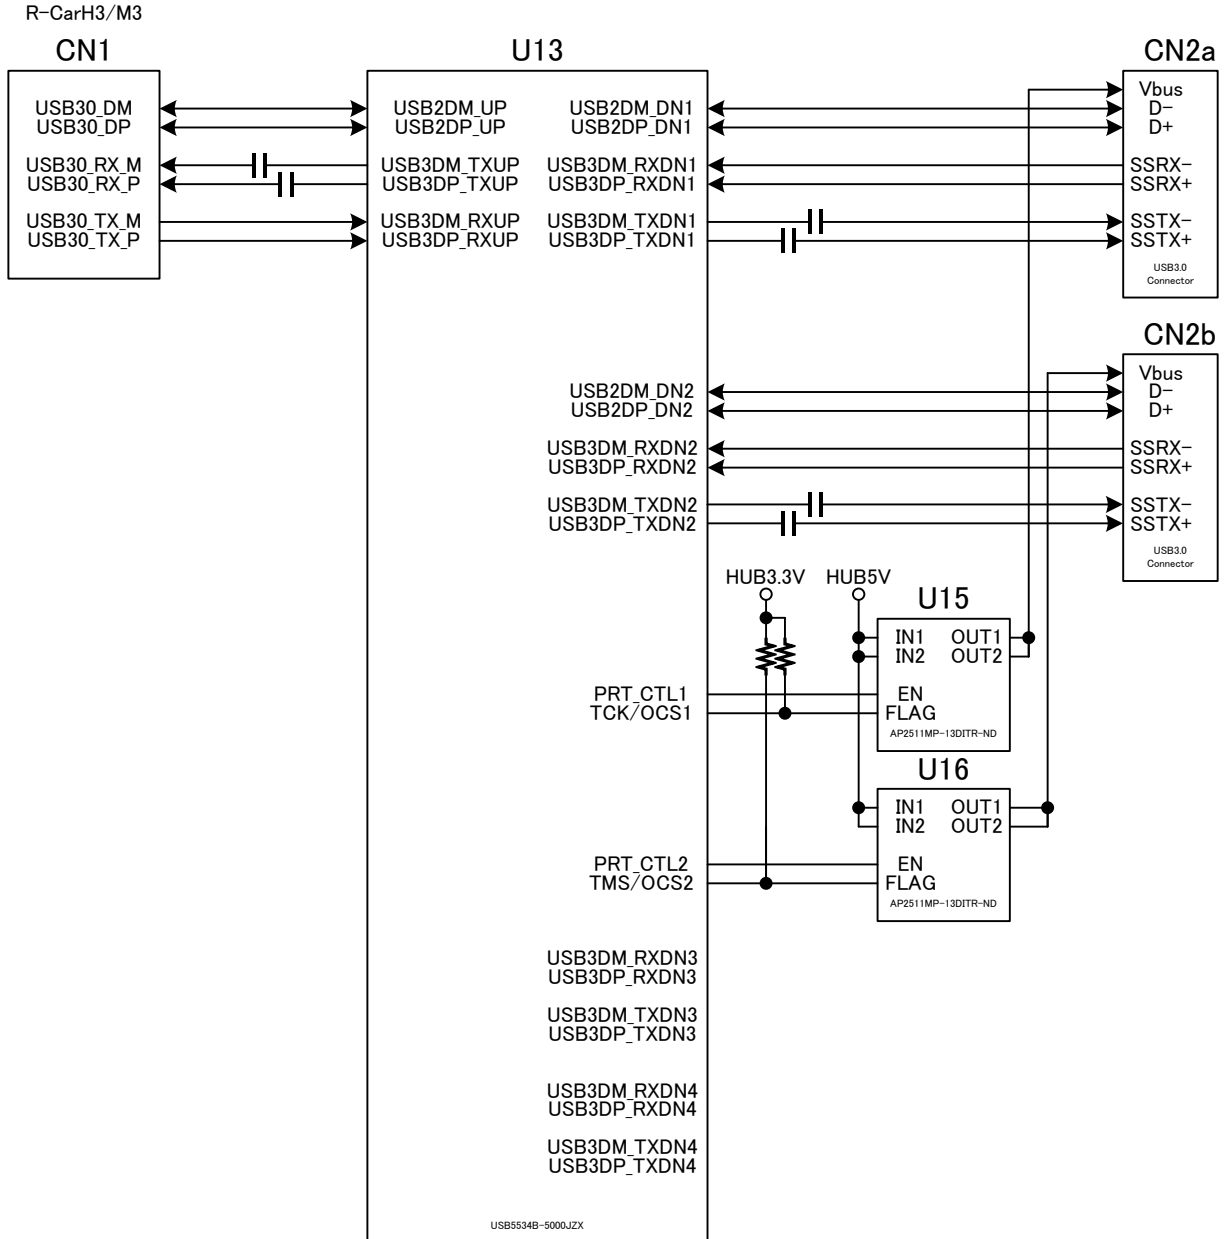 R-CarH3/M3
CN1
USB30_DM
USB30_DP
USB30_RX_M
USB30_RX_P
USB30_TX_M
USB30_TX_P
U13
USB2DM_UP
USB2DP_UP
USB3DM_TXUP
USB3DP_TXUP
USB3DM_RXUP
USB3DP_RXUP
USB2DM_DN1
USB2DP_DN1
USB3DM_RXDN1
USB3DP_RXDN1
USB3DM_TXDN1
USB3DP_TXDN1
USB2DM_DN2
USB2DP_DN2
USB3DM_RXDN2
USB3DP_RXDN2
USB3DM_TXDN2
USB3DP_TXDN2
PRT_CTL1
TCK/OCS1
PRT_CTL2
TMS/OCS2
USB3DM_RXDN3
USB3DP_RXDN3
USB3DM_TXDN3
USB3DP_TXDN3
USB3DM_RXDN4
USB3DP_RXDN4
USB3DM_TXDN4
USB3DP_TXDN4
USB5534B-5000JZX
CN2a
Vbus
D-
D+
SSRX-
SSRX+
SSTX-
SSTX+
USB3.0
Connector
CN2b
Vbus
D-
D+
SSRX-
SSRX+
SSTX-
SSTX+
USB3.0
Connector
HUB3.3V
HUB5V
U15
IN1 OUT1
IN2 OUT2
EN
FLAG
AP2511MP-13DITR-ND
U16
IN1 OUT1
IN2 OUT2
EN
FLAG
AP2511MP-13DITR-ND